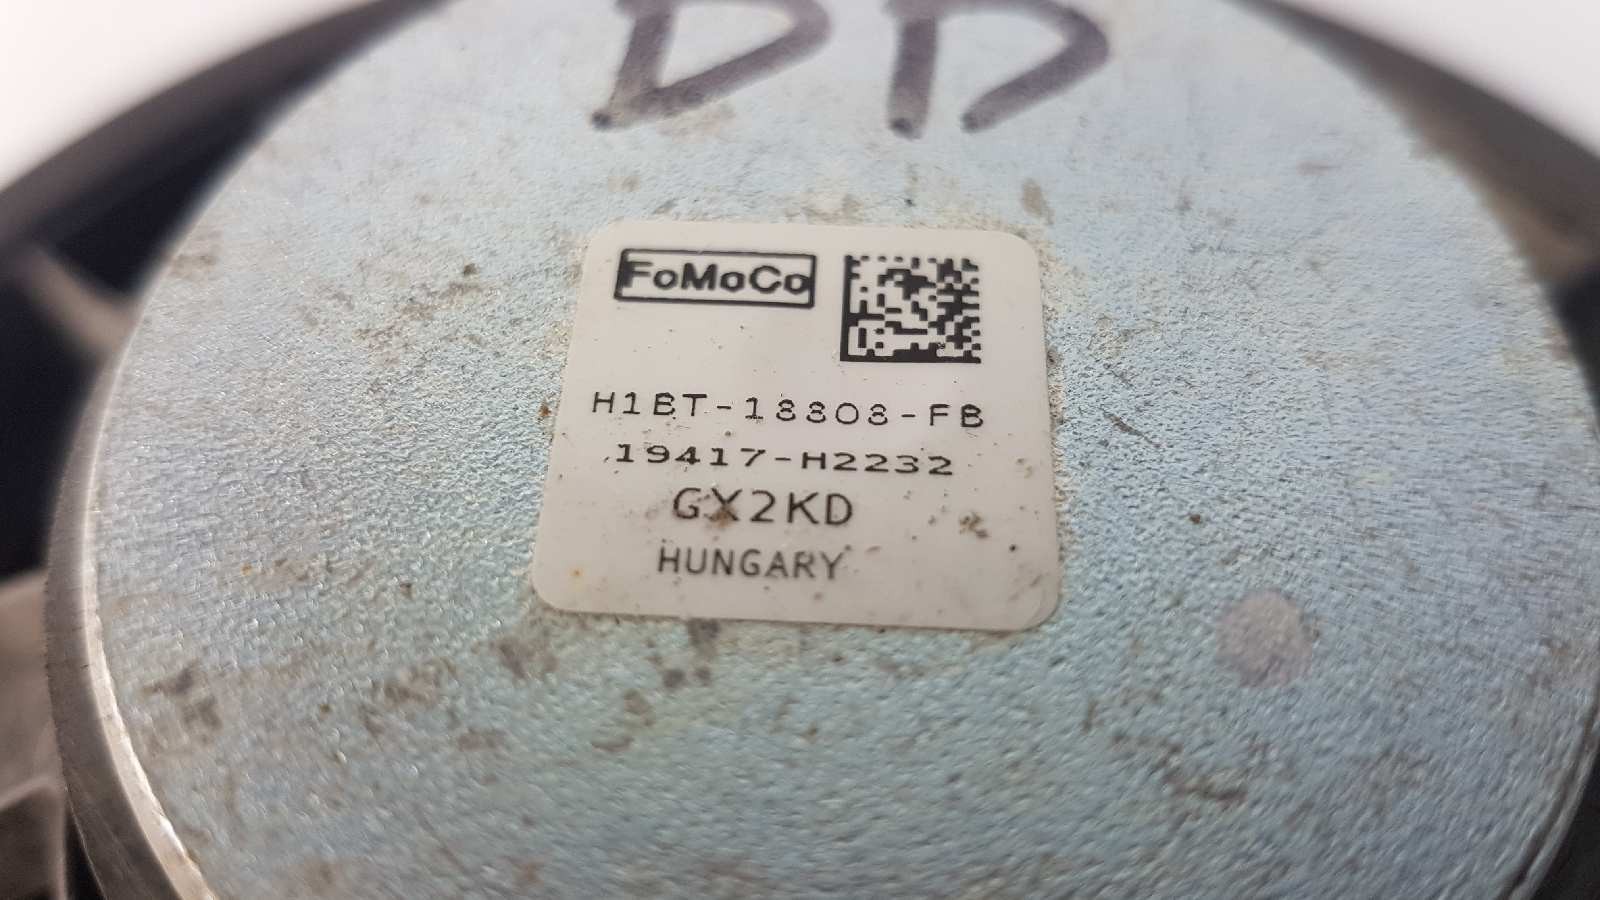 DD
FoMoCo
H1BT-18808-FB
19417-H2232
GX2KD
HUNGARY